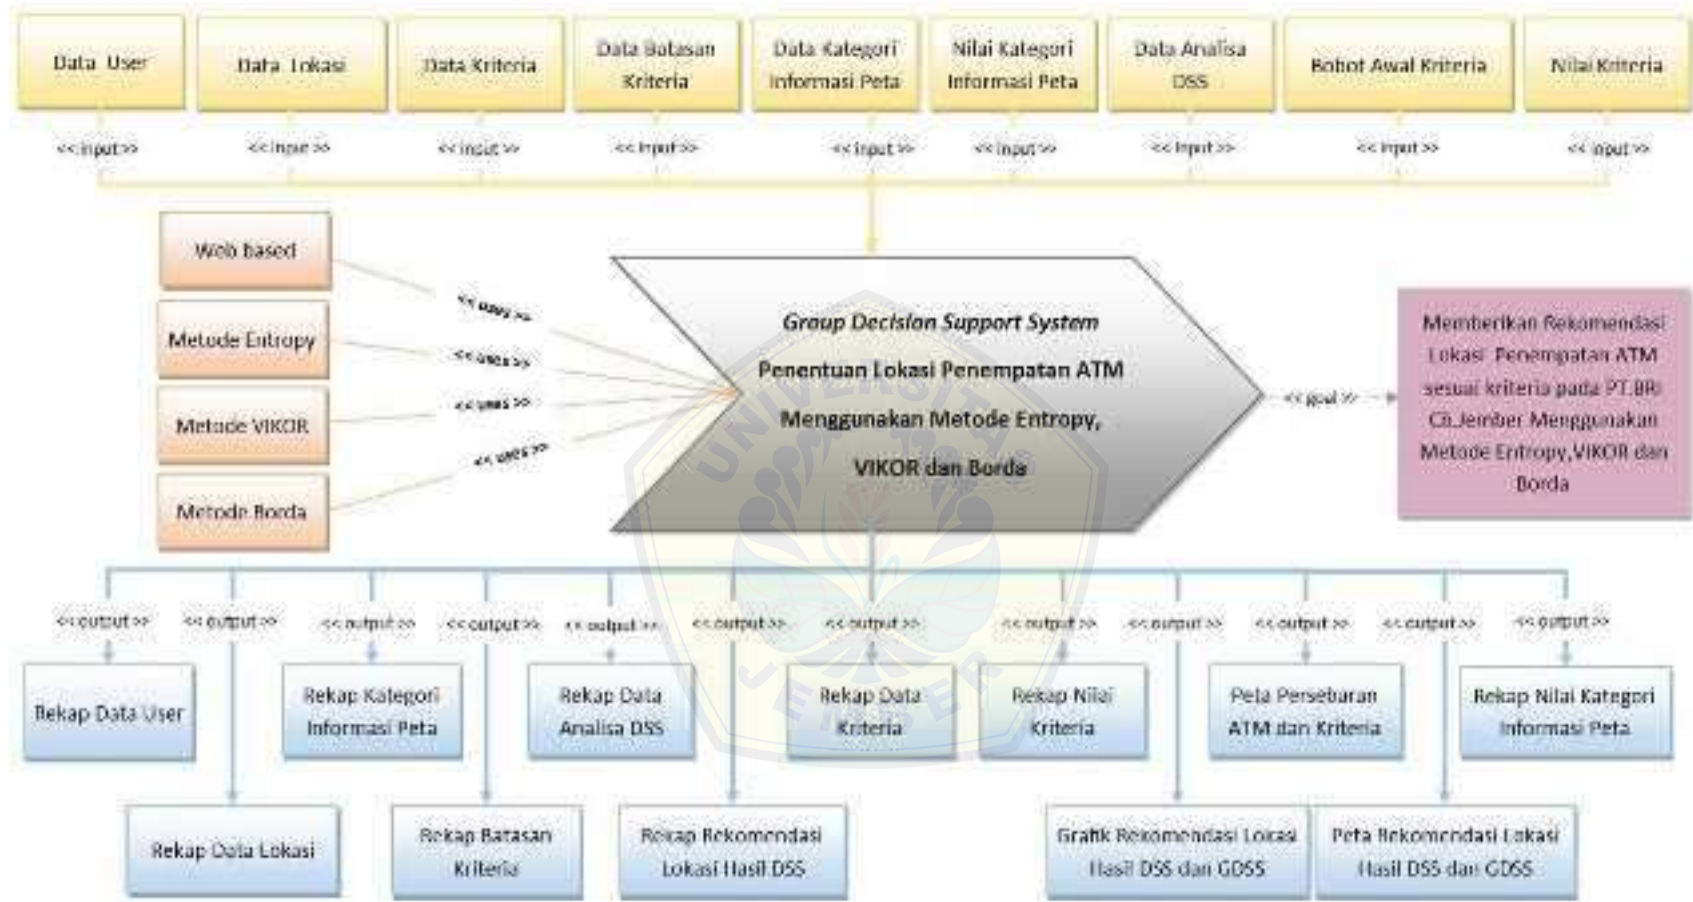 Data User
Data Lokasi
Data Kriteria
Data Batasan
Kriteria
Data Kategori
Informasi Peta
Nilai Kategori
Informasi Peta
Data Analisa
DSS
Bobot Awal Kriteria
Nilai Kriteria
<< input >>
<< input >>
<< input >>
<< input >>
<< input >>
<< input >>
<< input >>
<< input >>
<< input >>
Web based
Metode Entropy
Metode VIKOR
Metode Borda
<< uses >>
<< uses >>
<< uses >>
<< uses >>
Group Decision Support System
Penentuan Lokasi Penempatan ATM
Menggunakan Metode Entropy,
VIKOR dan Borda
<< goal >>
Memberikan Rekomendasi
Lokasi Penempatan ATM
sesuai kriteria pada PT.BRI
Cb.Jember Menggunakan
Metode Entropy,VIKOR dan
Borda
UNIVERSITAS
JEMBER
<< output >>
<< output >>
<< output >>
<< output >>
<< output >>
<< output >>
<< output >>
<< output >>
<< output >>
<< output >>
<< output >>
<< output >>
Rekap Data User
Rekap Kategori
Informasi Peta
Rekap Data
Analisa DSS
Rekap Data
Kriteria
Rekap Nilai
Kriteria
Peta Persebaran
ATM dan Kriteria
Rekap Nilai Kategori
Informasi Peta
Rekap Data Lokasi
Rekap Batasan
Kriteria
Rekap Rekomendasi
Lokasi Hasil DSS
Grafik Rekomendasi Lokasi
Hasil DSS dan GDSS
Peta Rekomendasi Lokasi
Hasil DSS dan GDSS